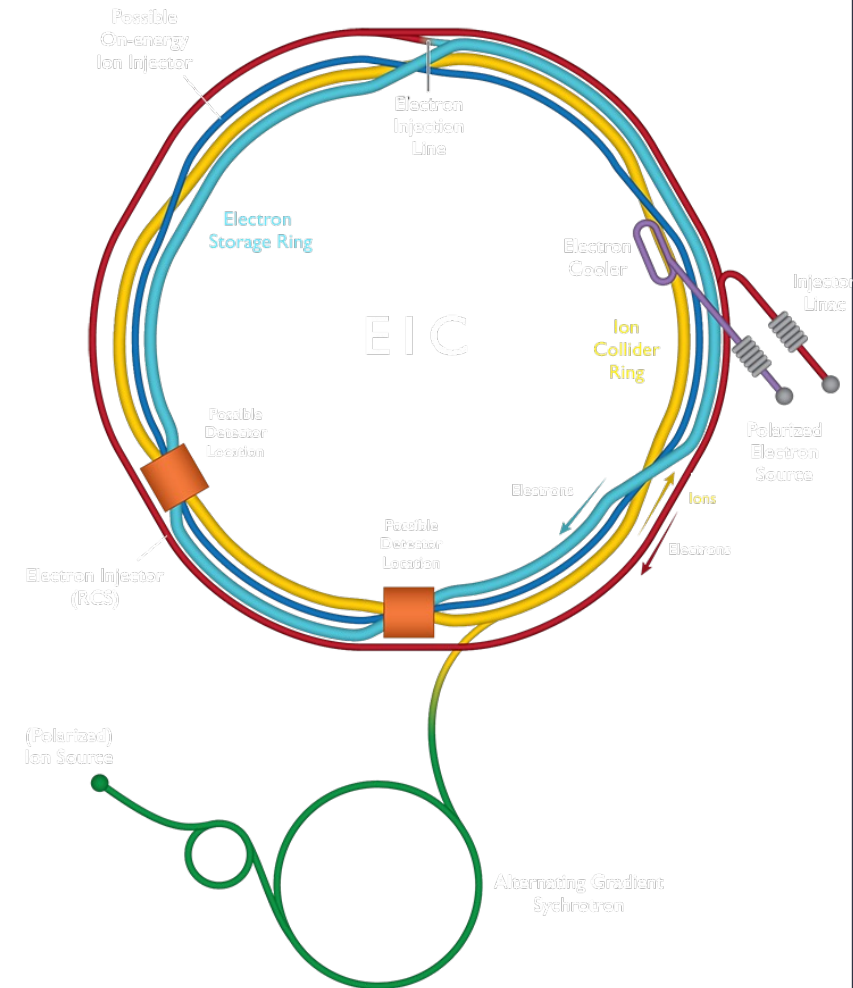 Possible
On-energy
Ion Injector
Electron
Injection
Line
Electron
Storage Ring
Electron
Cooler
Injector
Linac
EIC
Ion
Collider
Ring
Possible
Detector
Location
Polarized
Electron
Source
Electrons
Ions
Possible
Detector
Location
Electrons
Electron Injector
(RCS)
(Polarized)
Ion Source
Alternating Gradient
Sychrotron